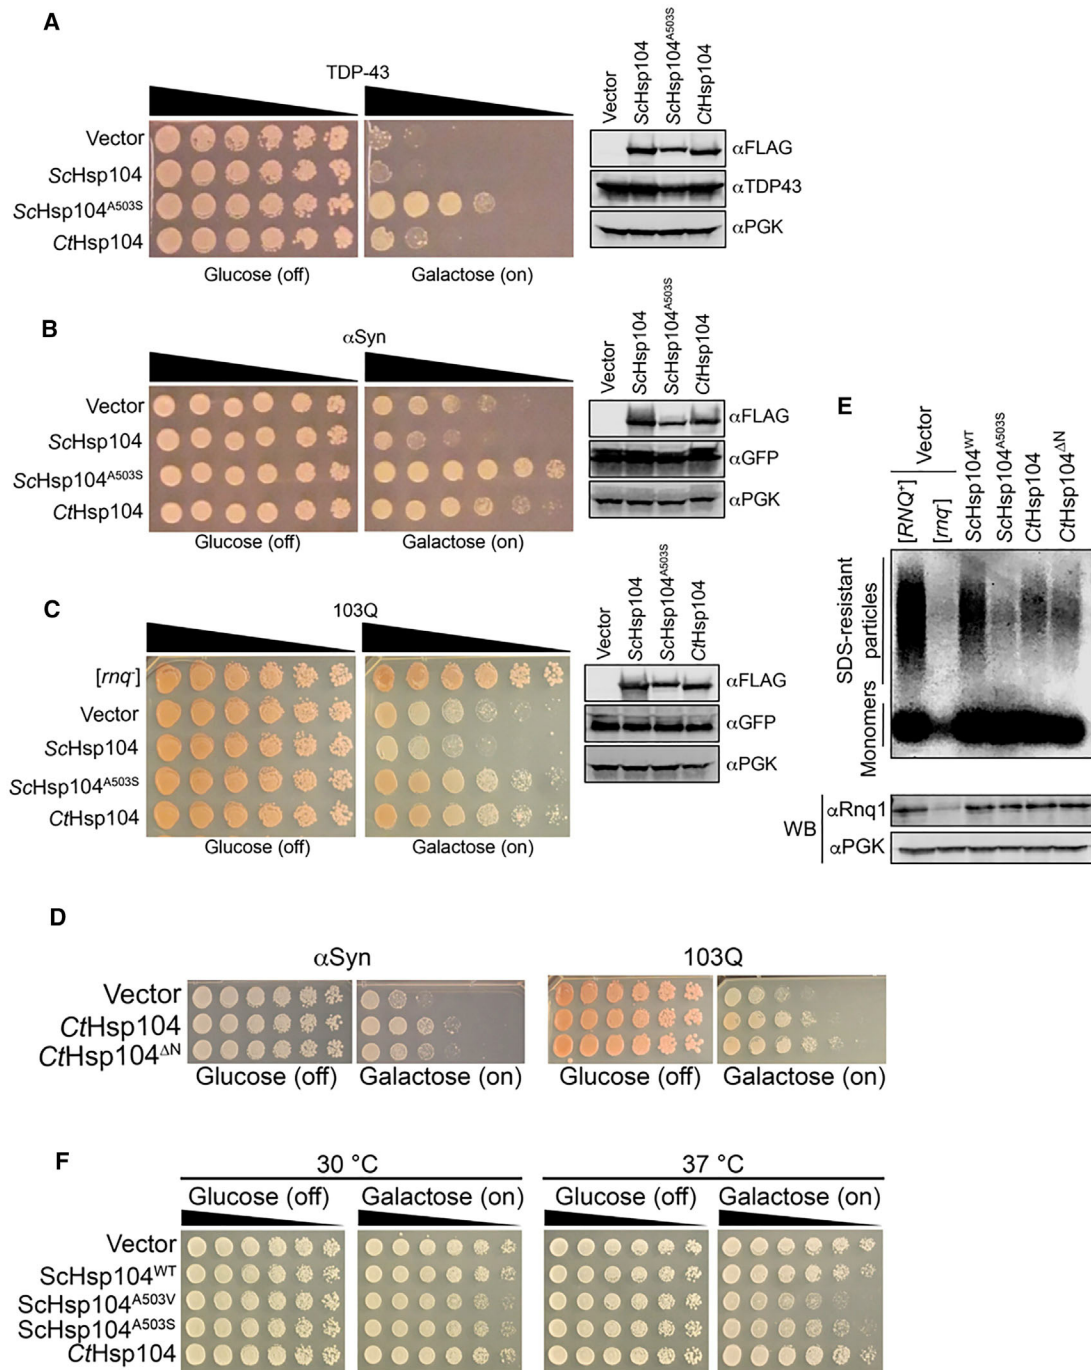 A
TDP-43
Vector
ScHsp104
ScHsp104A503S
CtHsp104
Glucose (off)
Galactose (on)
Vector
ScHsp104
ScHsp104A503S
CtHsp104
αFLAG
αTDP43
αPGK
B
αSyn
Vector
ScHsp104
ScHsp104A503S
CtHsp104
Glucose (off)
Galactose (on)
Vector
ScHsp104
ScHsp104A503S
CtHsp104
αFLAG
αGFP
αPGK
C
103Q
[rnq-]
Vector
ScHsp104
ScHsp104A503S
CtHsp104
Glucose (off)
Galactose (on)
Vector
ScHsp104
ScHsp104A503S
CtHsp104
αFLAG
αGFP
αPGK
E
Vector
[RNQ+]
[rnq-]
ScHsp104WT
ScHsp104A503S
CtHsp104
CtHsp104ΔN
SDS-resistant
particles
Monomers
WB
αRnq1
αPGK
D
αSyn
103Q
Vector
CtHsp104
CtHsp104ΔN
Glucose (off)
Galactose (on)
Glucose (off)
Galactose (on)
F
30 °C
37 °C
Glucose (off)
Galactose (on)
Glucose (off)
Galactose (on)
Vector
ScHsp104WT
ScHsp104A503V
ScHsp104A503S
CtHsp104